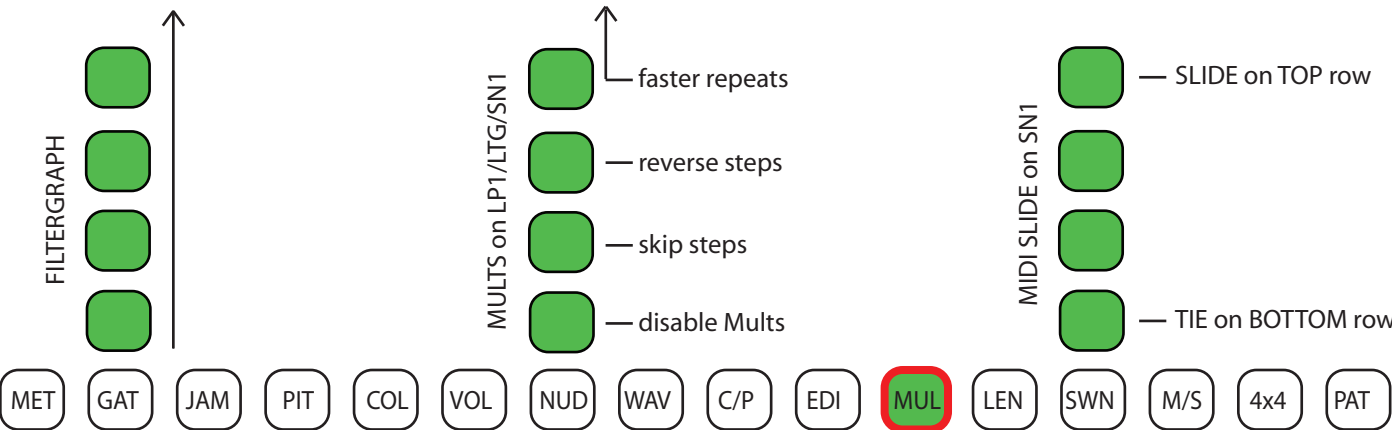 FILTERGRAPH
MULTS on LP1/LTG/SN1
faster repeats
reverse steps
skip steps
disable Mults
MIDI SLIDE on SN1
SLIDE on TOP row
TIE on BOTTOM row
MET GAT JAM PIT COL VOL NUD WAV C/P EDI MUL LEN SWN M/S 4x4 PAT